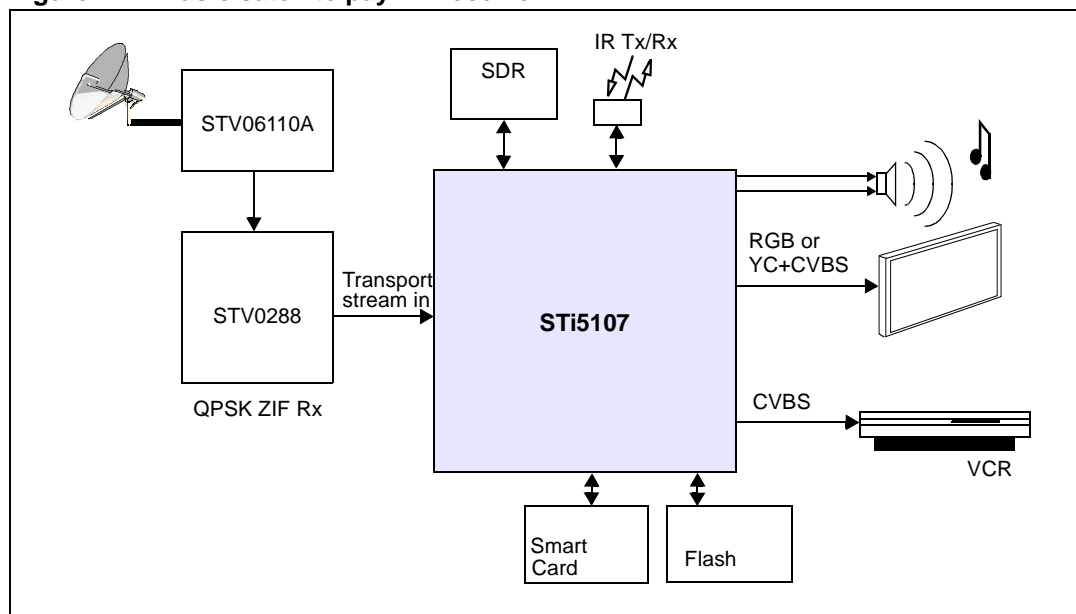 SDR
IR Tx/Rx
STV06110A
STV0288
QPSK ZIF Rx
Transport
stream in
STi5107
RGB or
YC+CVBS
CVBS
VCR
Smart
Card
Flash